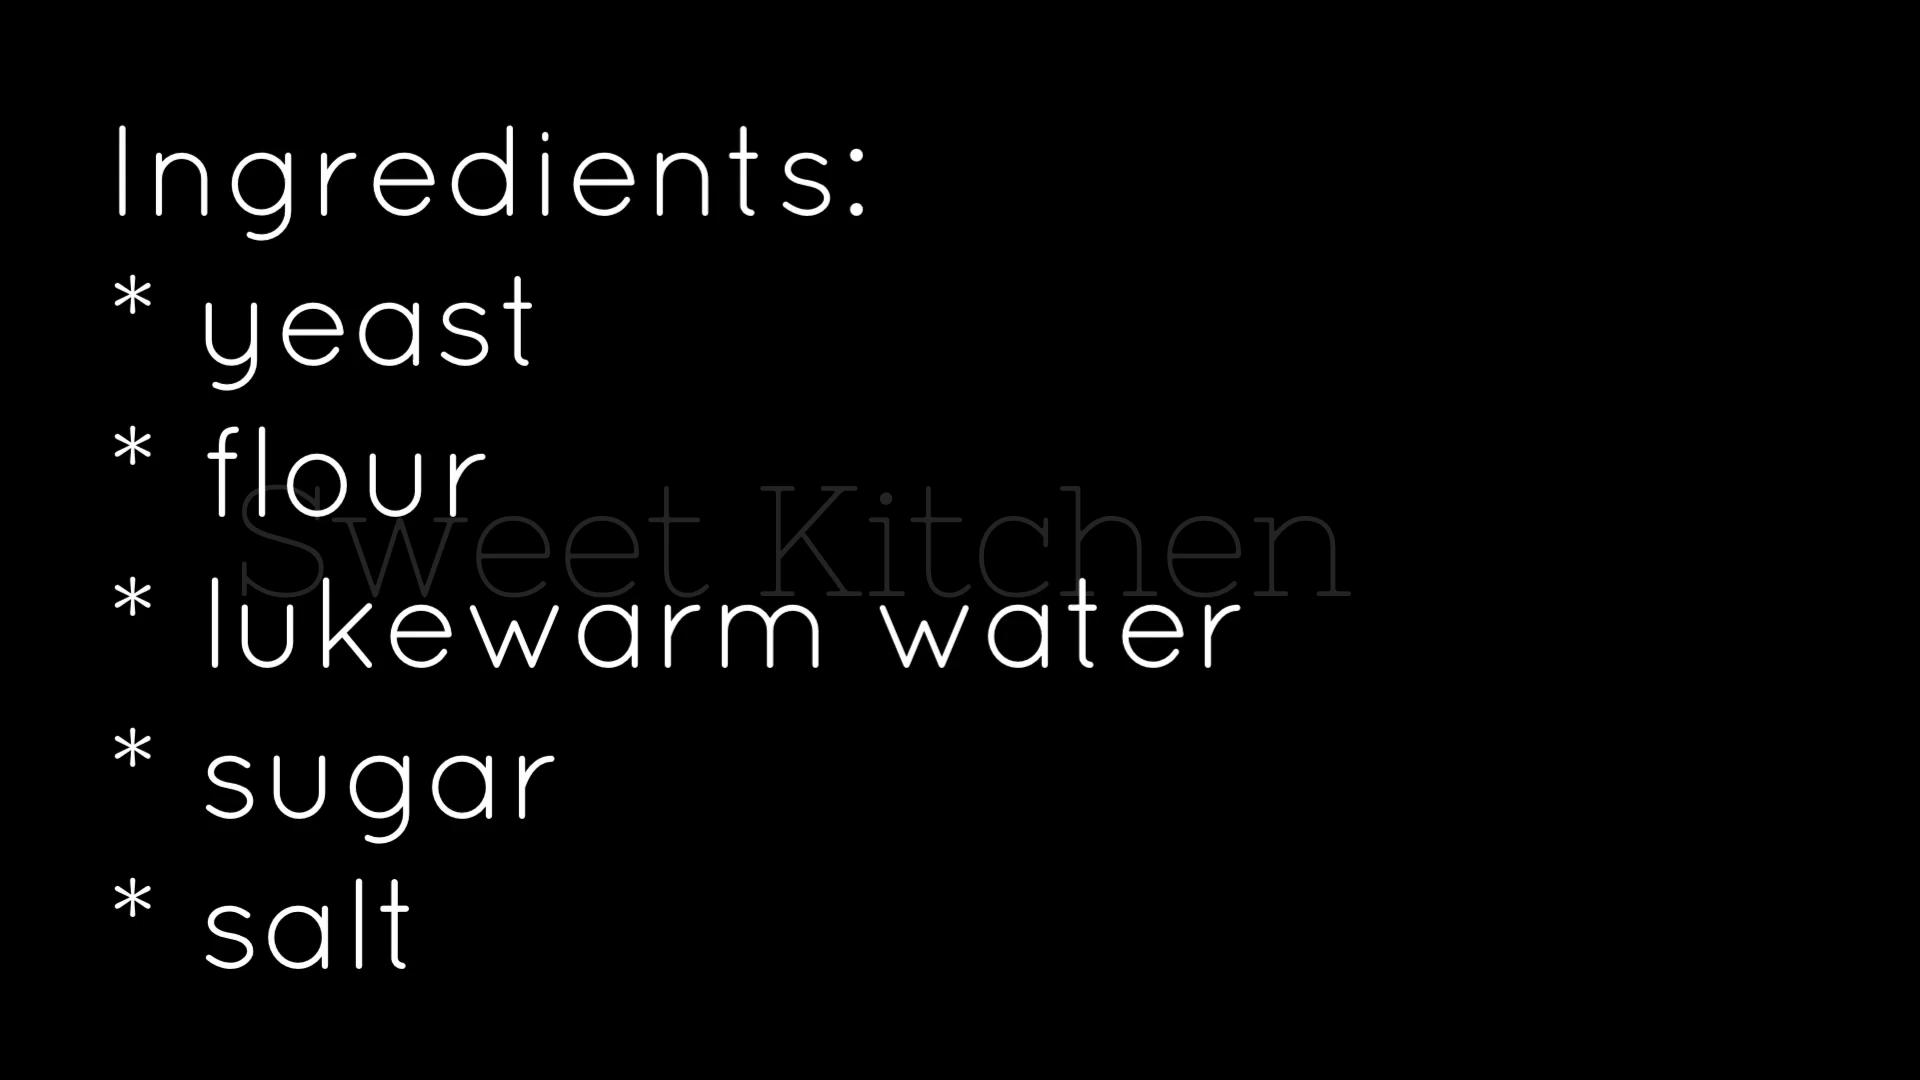 Ingredients:
* yeast
* flour
Sweet Kitchen
* lukewarm water
* sugar
* salt